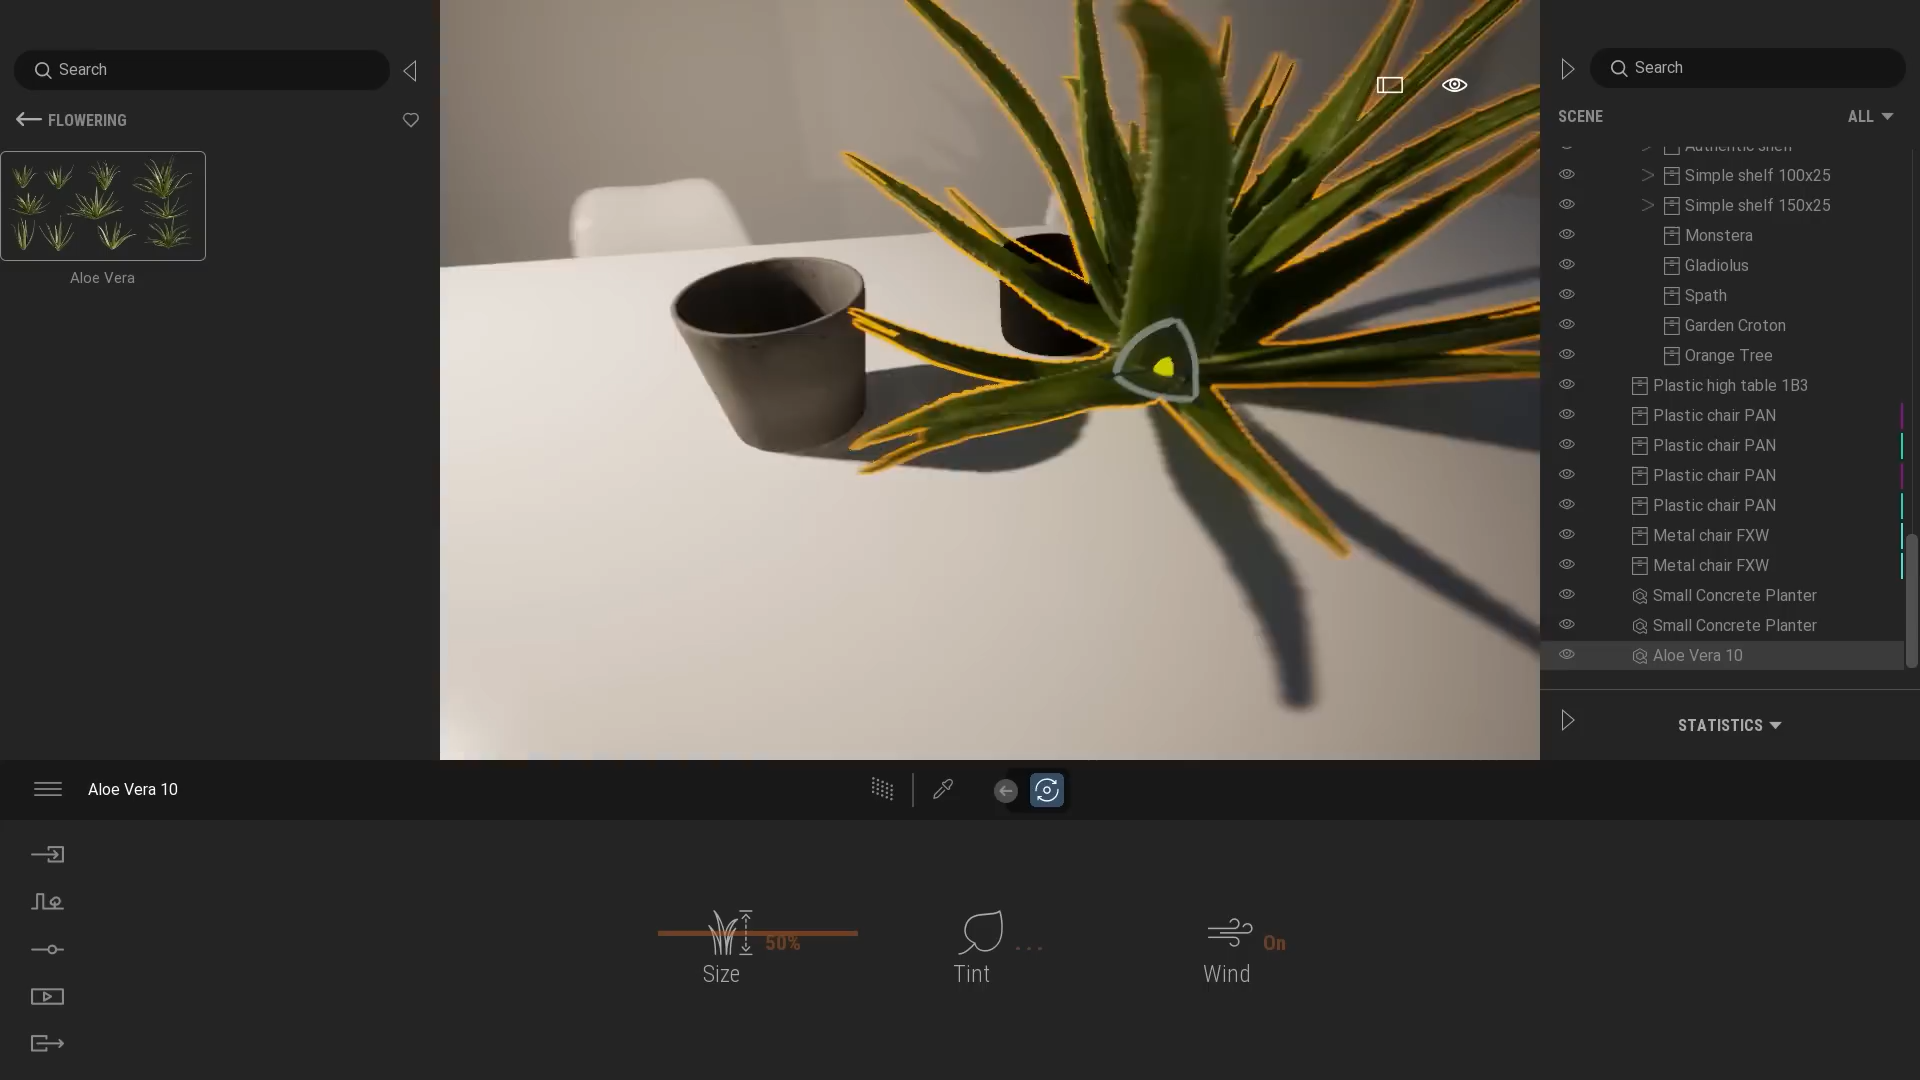 Search
FLOWERING
Aloe Vera
Search
SCENE
ALL
Authentic shelf
Simple shelf 100x25
Simple shelf 150x25
Monstera
Gladiolus
Spath
Garden Croton
Orange Tree
Plastic high table 1B3
Plastic chair PAN
Plastic chair PAN
Plastic chair PAN
Plastic chair PAN
Metal chair FXW
Metal chair FXW
Small Concrete Planter
Small Concrete Planter
Aloe Vera 10
STATISTICS
Aloe Vera 10
50%
Size
...
Tint
On
Wind